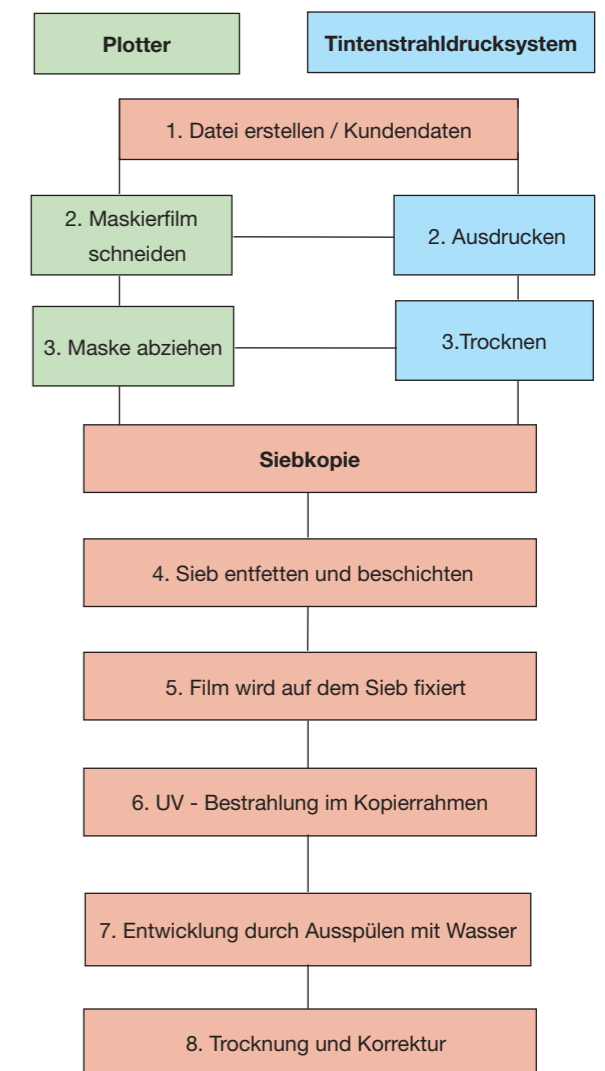 Plotter
Tintenstrahldrucksystem
1. Datei erstellen / Kundendaten
2. Maskierfilm
schneiden
2. Ausdrucken
3. Maske abziehen
3.Trocknen
Siebkopie
4. Sieb entfetten und beschichten
5. Film wird auf dem Sieb fixiert
6. UV - Bestrahlung im Kopierrahmen
7. Entwicklung durch Ausspülen mit Wasser
8. Trocknung und Korrektur